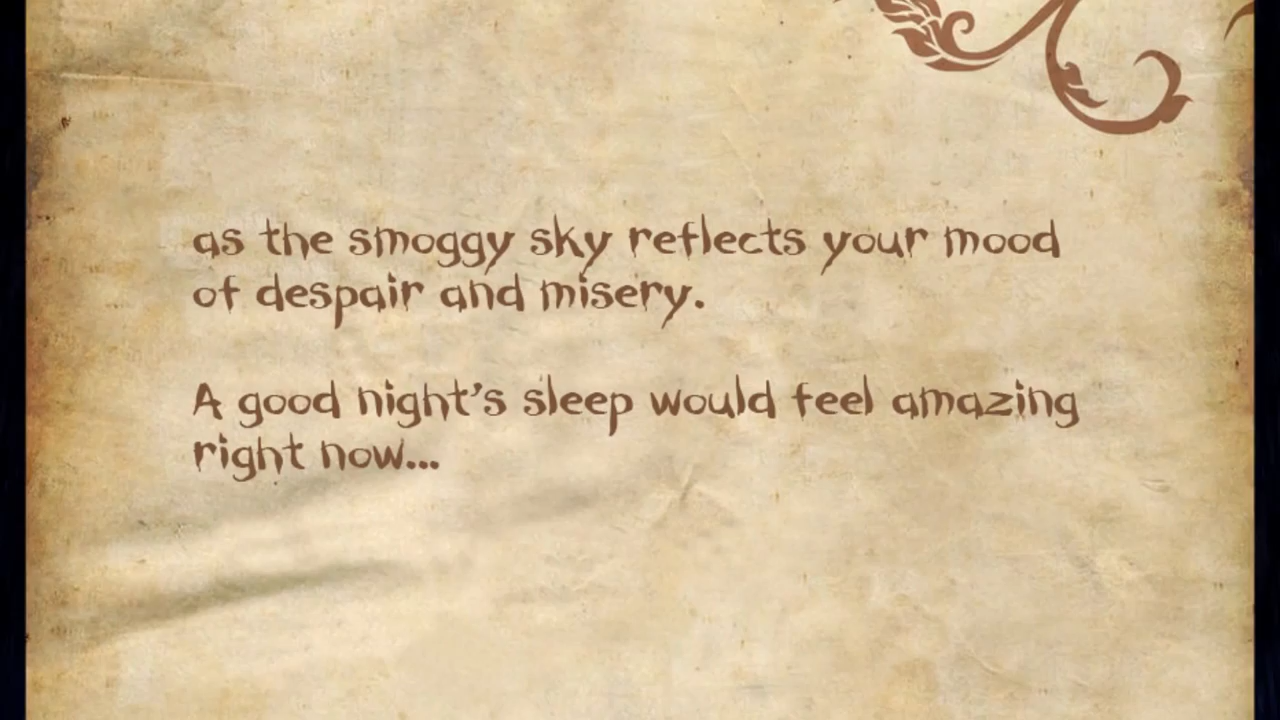 as the smoggy sky reflects your mood
of despair and misery.
A good night's sleep would feel amazing
right now...